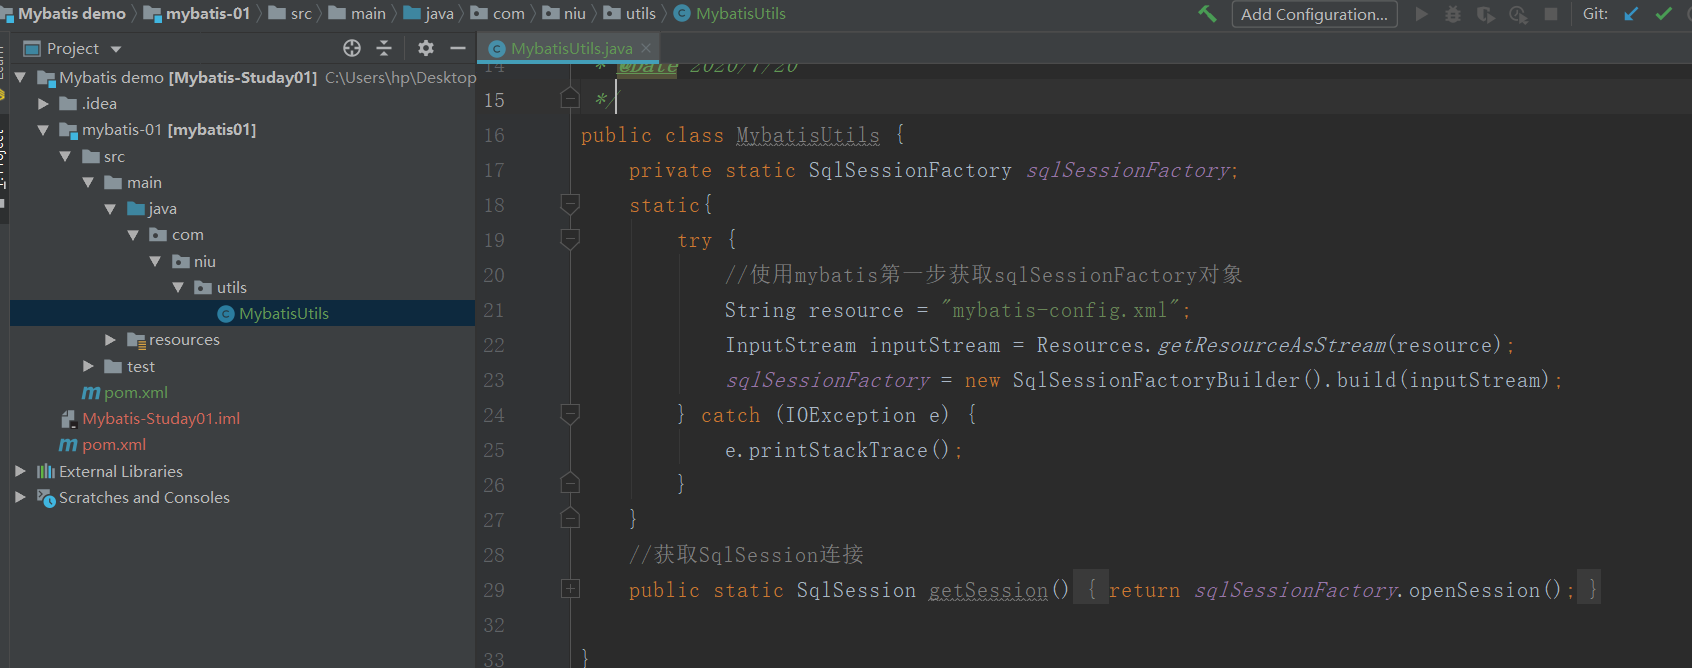 Mybatis demo mybatis-01 src main java com niu utils MybatisUtils Add Configuration... Git:
Project
MybatisUtils.java
Mybatis demo [Mybatis-Studay01] C:\Users\hp\Desktop
.idea
mybatis-01 [mybatis01]
src
main
java
com
niu
utils
MybatisUtils
resources
test
pom.xml
Mybatis-Studay01.iml
pom.xml
External Libraries
Scratches and Consoles
14 * @Date 2020/7/20
15 */
16 public class MybatisUtils {
17 private static SqlSessionFactory sqlSessionFactory;
18 static{
19 try {
20 //使用mybatis第一步获取sqlSessionFactory对象
21 String resource = "mybatis-config.xml";
22 InputStream inputStream = Resources.getResourceAsStream(resource);
23 sqlSessionFactory = new SqlSessionFactoryBuilder().build(inputStream);
24 } catch (IOException e) {
25 e.printStackTrace();
26 }
27 }
28 //获取SqlSession连接
29 public static SqlSession getSession() { return sqlSessionFactory.openSession(); }
32
33 }